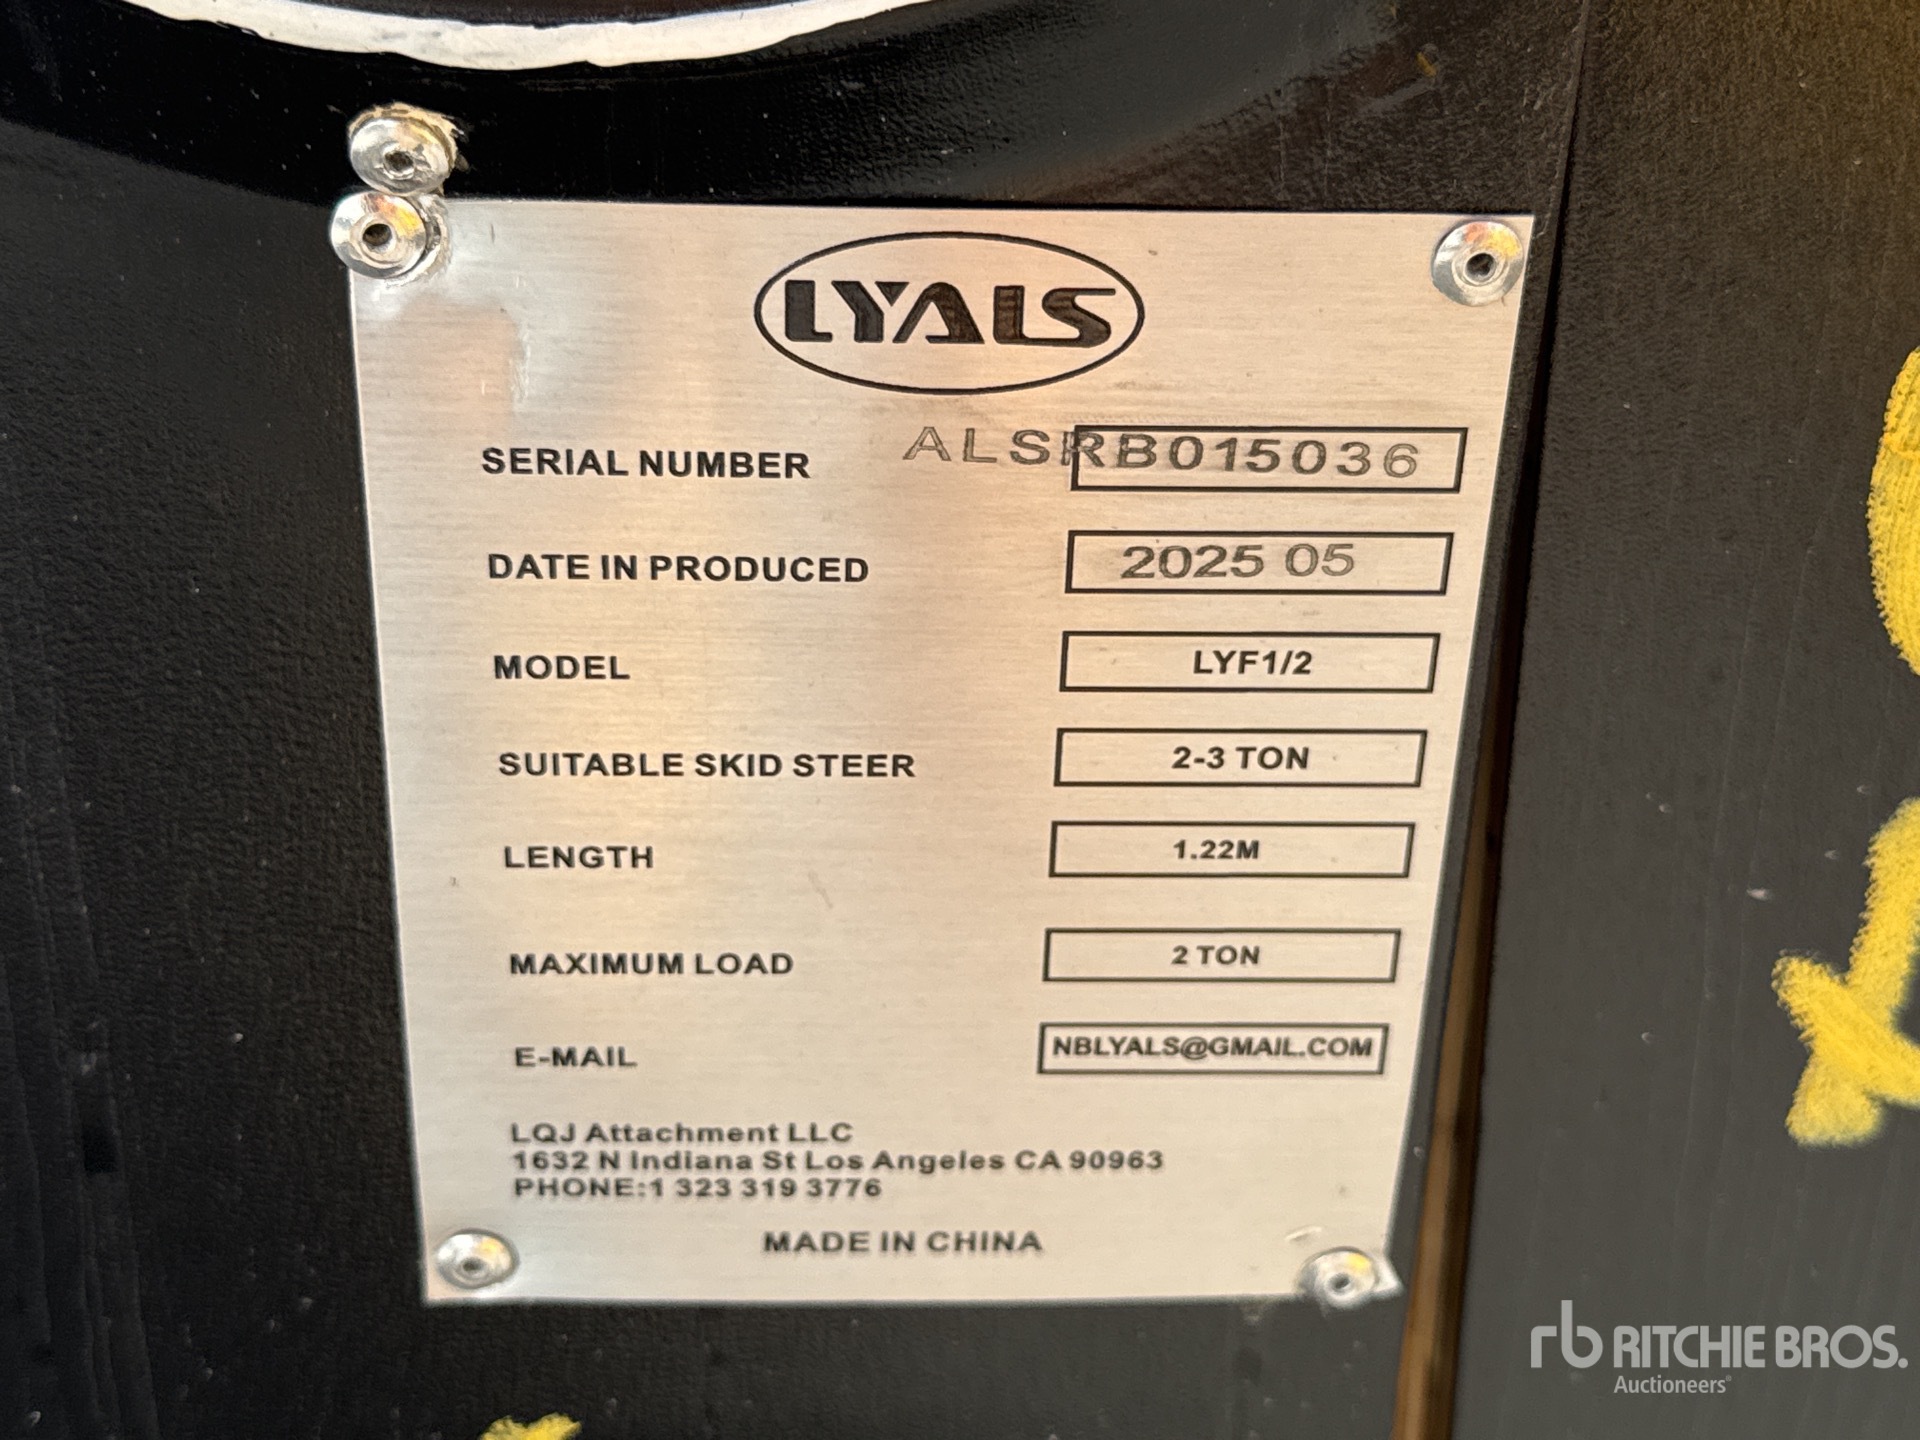 LYALS
SERIAL NUMBER ALSRB015036
DATE IN PRODUCED 2025 05
MODEL LYF1/2
SUITABLE SKID STEER 2-3 TON
LENGTH 1.22M
MAXIMUM LOAD 2 TON
E-MAIL NBLYALS@GMAIL.COM
LQJ Attachment LLC
1632 N Indiana St Los Angeles CA 90963
PHONE:1 323 319 3776
MADE IN CHINA
rb RITCHIE BROS.
Auctioneers